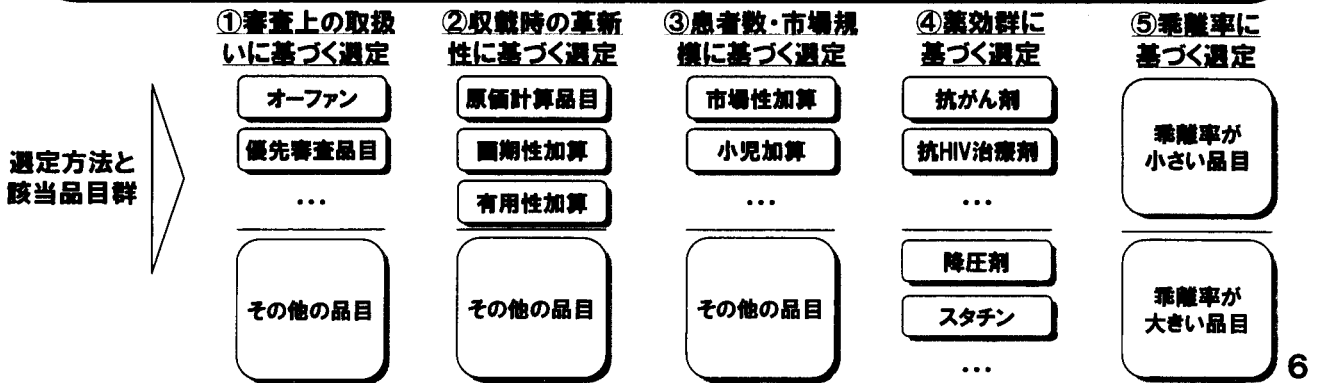 ①審査上の取扱
いに基づく選定
②収載時の革新
性に基づく選定
③患者数・市場規
模に基づく選定
④薬効群に
基づく選定
⑤乖離率に
基づく選定
選定方法と
該当品目群
オーファン
優先審査品目
…
その他の品目
原価計算品目
画期性加算
有用性加算
その他の品目
市場性加算
小児加算
…
その他の品目
抗がん剤
抗HIV治療剤
…
降圧剤
スタチン
…
乖離率が
小さい品目
乖離率が
大きい品目
6